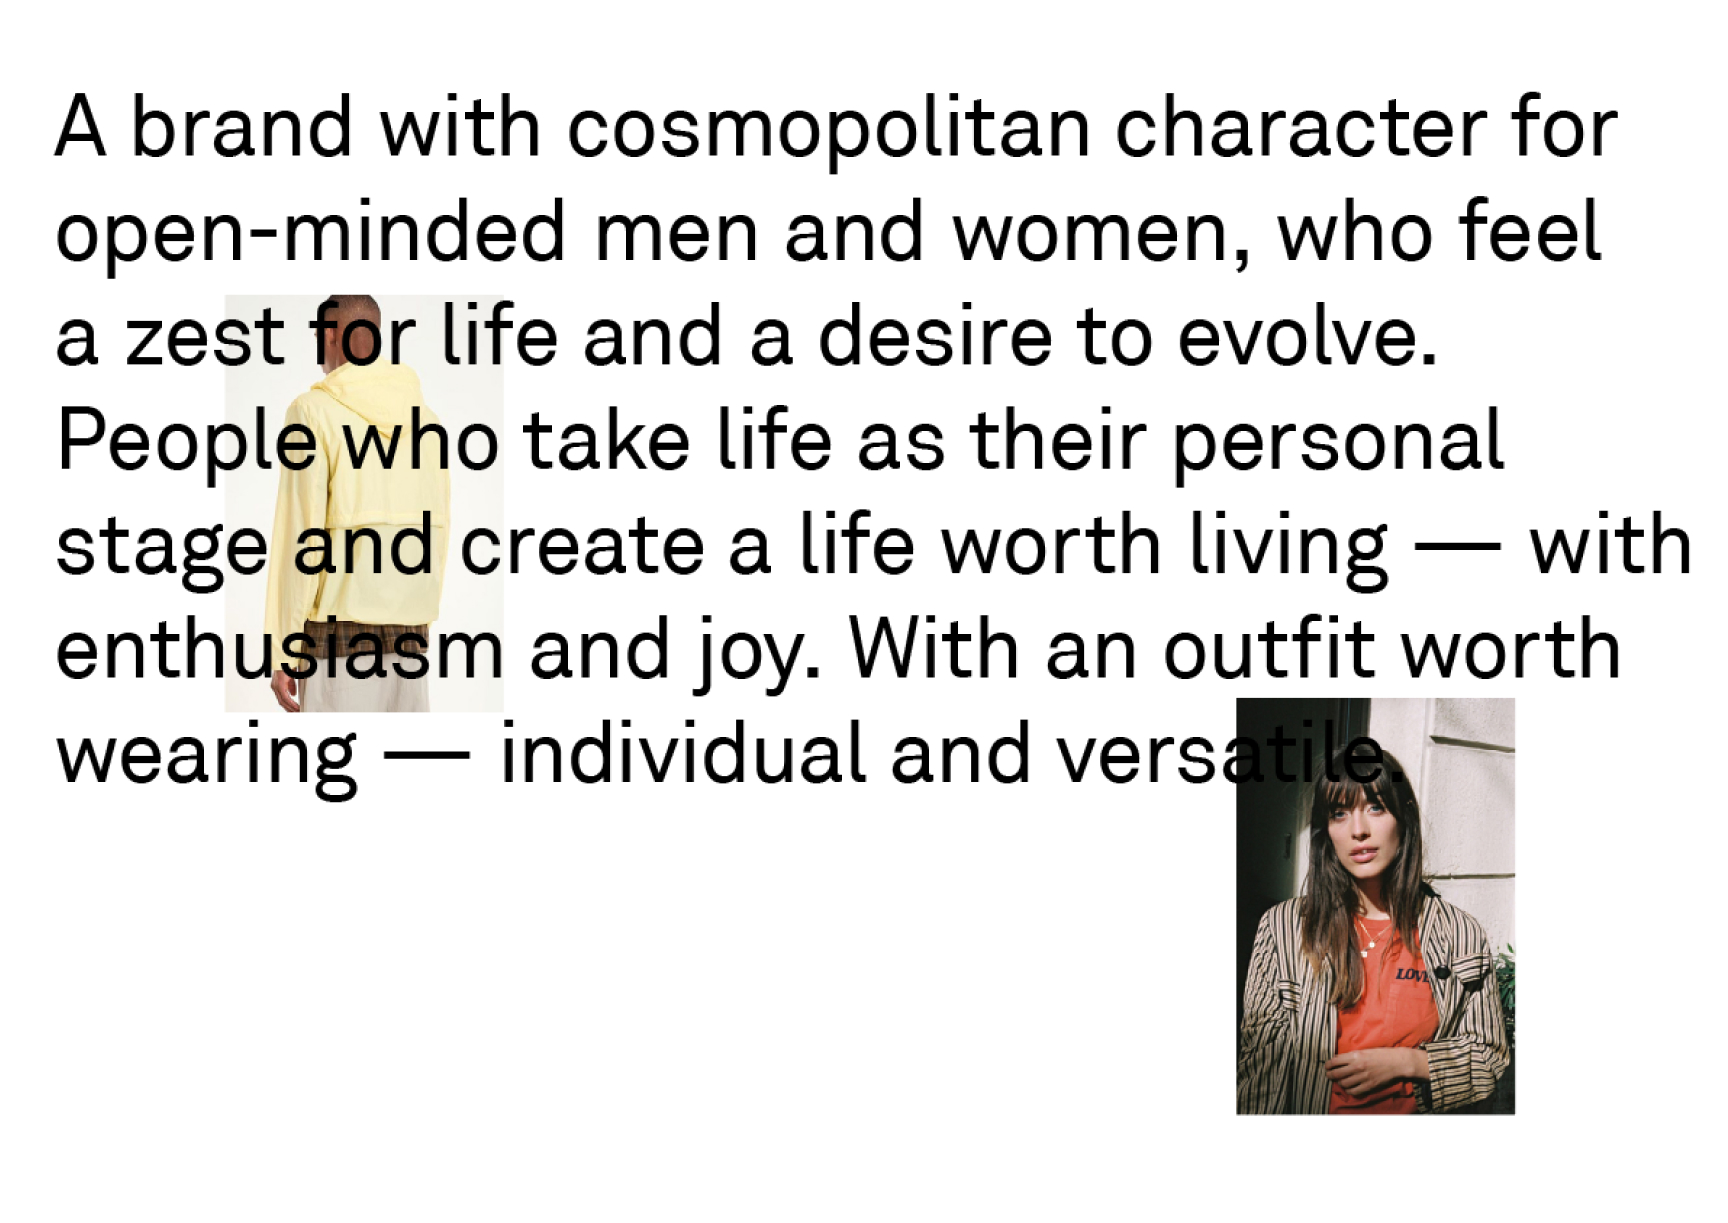 A brand with cosmopolitan character for
open-minded men and women, who feel
a zest for life and a desire to evolve.
People who take life as their personal
stage and create a life worth living — with
enthusiasm and joy. With an outfit worth
wearing — individual and versatile.
LOVE